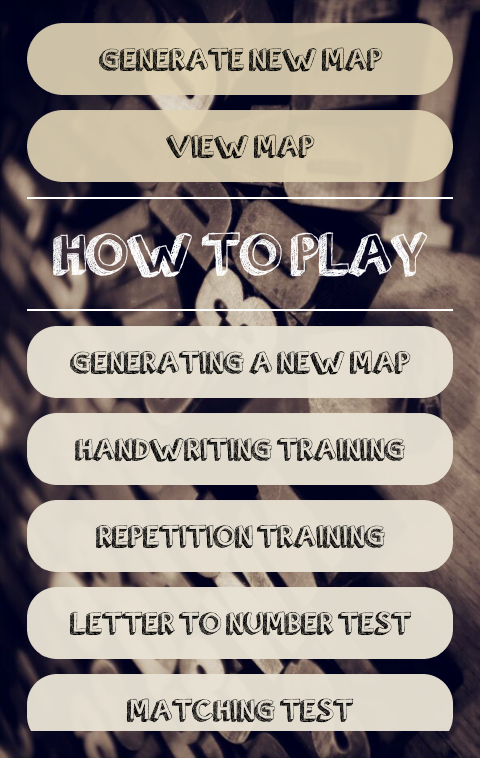 GENERATE NEW MAP
VIEW MAP
HOW TO PLAY
GENERATING A NEW MAP
HANDWRITING TRAINING
REPETITION TRAINING
LETTER TO NUMBER TEST
MATCHING TEST